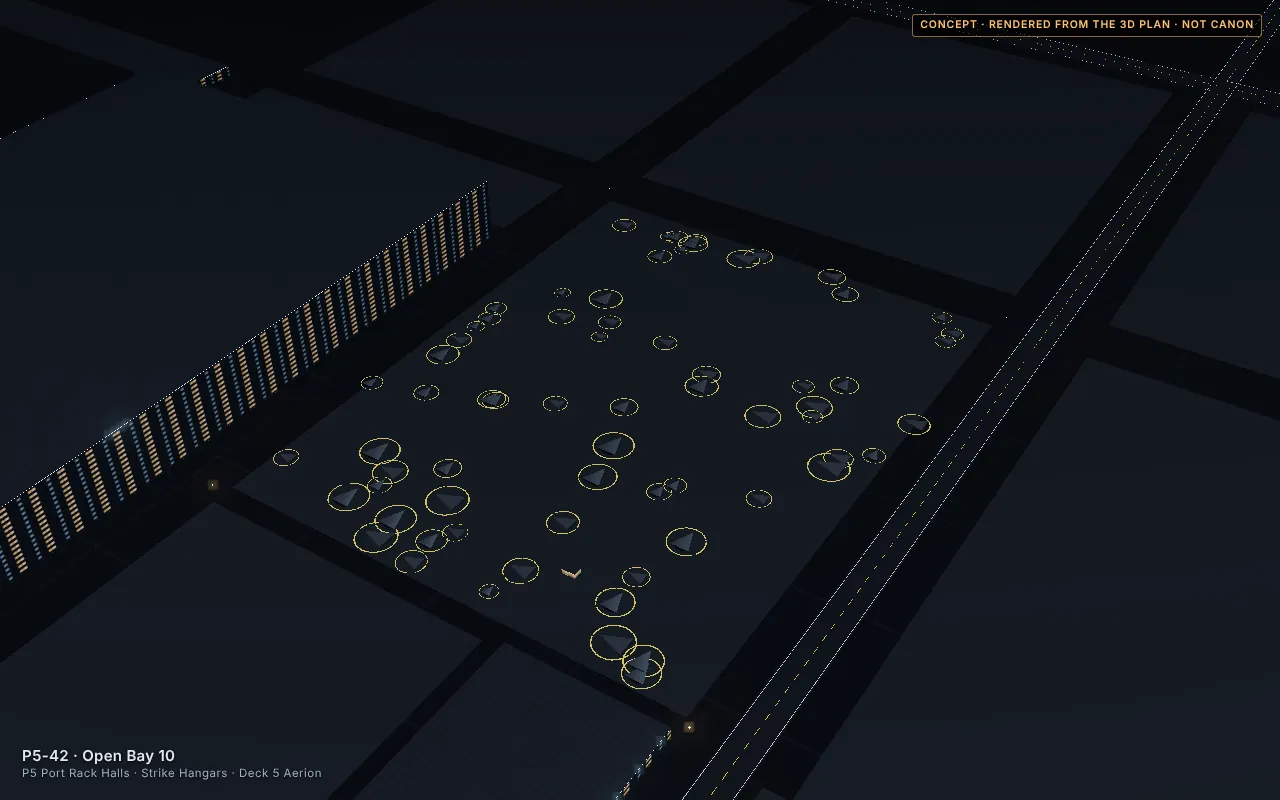 CONCEPT · RENDERED FROM THE 3D PLAN · NOT CANON
P5-42 · Open Bay 10
P5 Port Rack Halls · Strike Hangars · Deck 5 Aerion